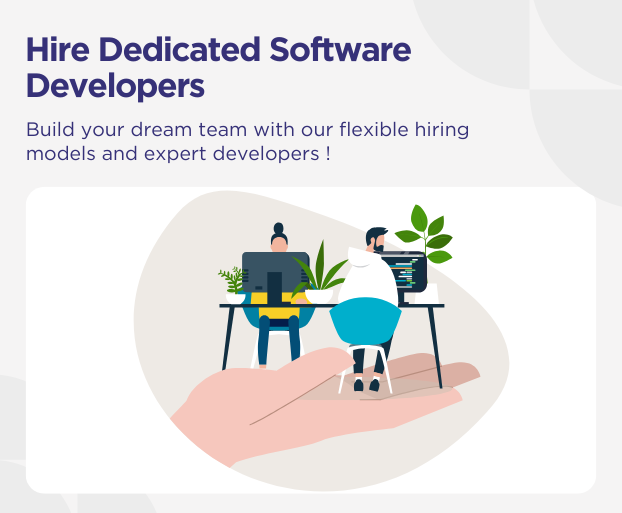 Hire Dedicated Software
Developers
Build your dream team with our flexible hiring
models and expert developers !